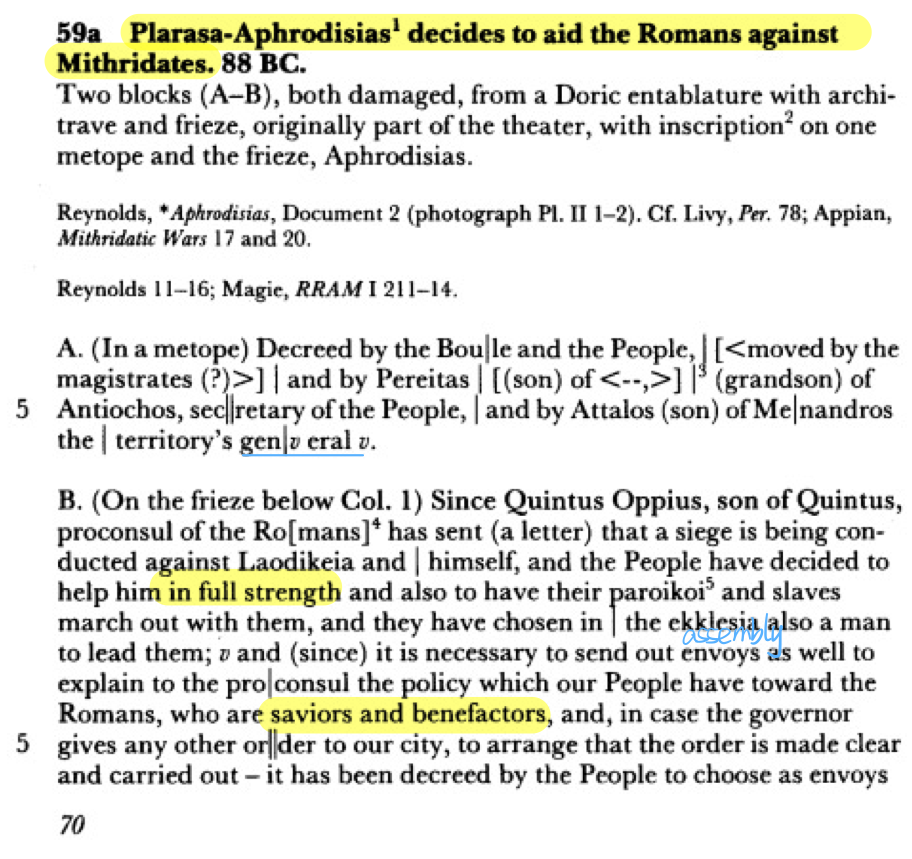 59a Plarasa-Aphrodisias¹ decides to aid the Romans against
Mithridates. 88 BC.
Two blocks (A–B), both damaged, from a Doric entablature with archi-
trave and frieze, originally part of the theater, with inscription² on one
metope and the frieze, Aphrodisias.
Reynolds, *Aphrodisias, Document 2 (photograph Pl. II 1–2). Cf. Livy, Per. 78; Appian,
Mithridatic Wars 17 and 20.
Reynolds 11–16; Magie, RRAM I 211–14.
A. (In a metope) Decreed by the Bou|le and the People, | [<moved by the
magistrates (?)>] | and by Pereitas | [(son) of <--,>] |³ (grandson) of
5 Antiochos, sec||retary of the People, | and by Attalos (son) of Me|nandros
the | territory's gen|v eral v.
B. (On the frieze below Col. 1) Since Quintus Oppius, son of Quintus,
proconsul of the Ro[mans]⁴ has sent (a letter) that a siege is being con-
ducted against Laodikeia and | himself, and the People have decided to
help him in full strength and also to have their paroikoi⁵ and slaves
march out with them, and they have chosen in | the ekklesia also a man
assembly
to lead them; v and (since) it is necessary to send out envoys as well to
explain to the pro|consul the policy which our People have toward the
Romans, who are saviors and benefactors, and, in case the governor
5 gives any other or||der to our city, to arrange that the order is made clear
and carried out – it has been decreed by the People to choose as envoys
70